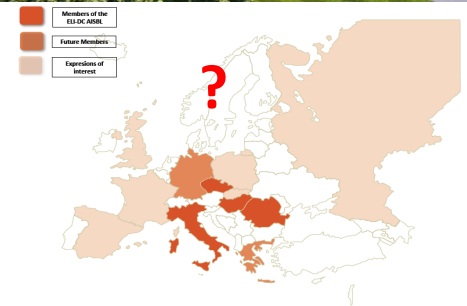 Members of the
ELI-DC AISBL
Future Members
Expresions of
interest
?